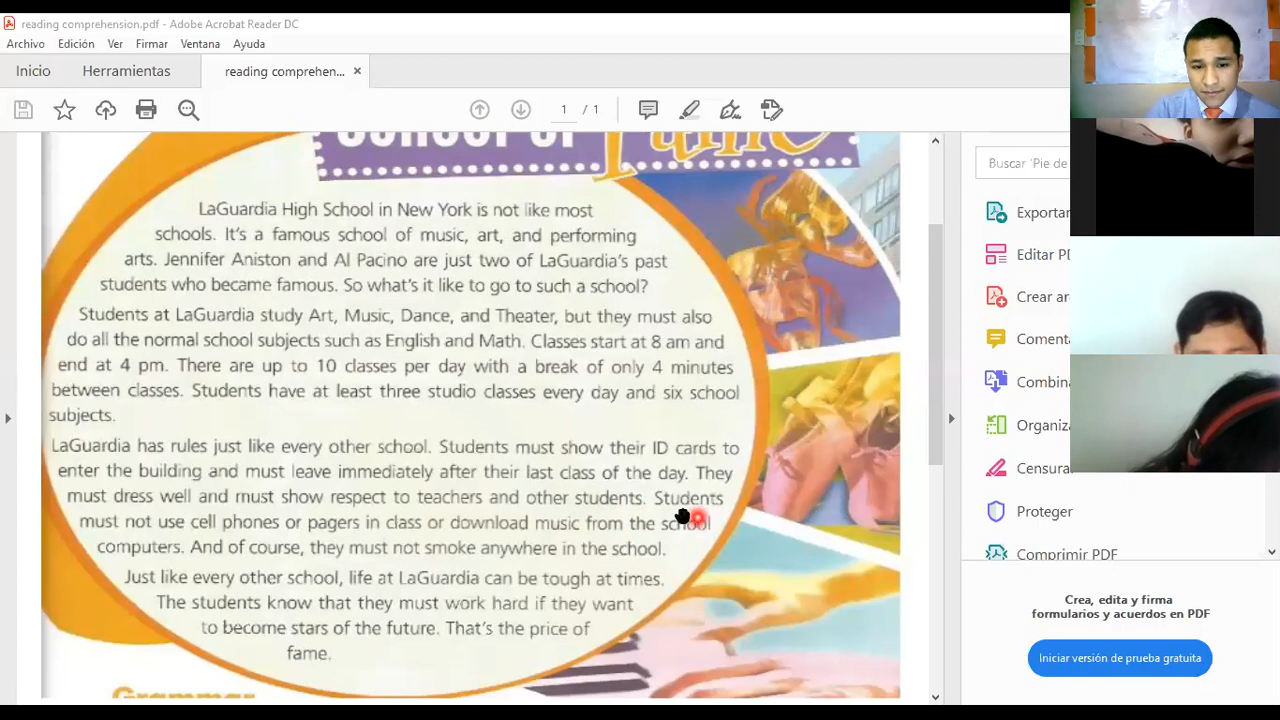 reading comprehension.pdf - Adobe Acrobat Reader DC
Archivo Edición Ver Firmar Ventana Ayuda
Inicio Herramientas reading comprehen... ×
1 / 1
SCHOOL OF Fame
Buscar 'Pie de
LaGuardia High School in New York is not like most
schools. It's a famous school of music, art, and performing
arts. Jennifer Aniston and Al Pacino are just two of LaGuardia's past
students who became famous. So what's it like to go to such a school?
Students at LaGuardia study Art, Music, Dance, and Theater, but they must also
do all the normal school subjects such as English and Math. Classes start at 8 am and
end at 4 pm. There are up to 10 classes per day with a break of only 4 minutes
between classes. Students have at least three studio classes every day and six school
subjects.
LaGuardia has rules just like every other school. Students must show their ID cards to
enter the building and must leave immediately after their last class of the day. They
must dress well and must show respect to teachers and other students. Students
must not use cell phones or pagers in class or download music from the school
computers. And of course, they must not smoke anywhere in the school.
Just like every other school, life at LaGuardia can be tough at times.
The students know that they must work hard if they want
to become stars of the future. That's the price of
fame.
Grammar
Exportar
Editar PD
Crear ar
Comenta
Combina
Organiza
Censura
Proteger
Comprimir PDF
Crea, edita y firma
formularios y acuerdos en PDF
Iniciar versión de prueba gratuita